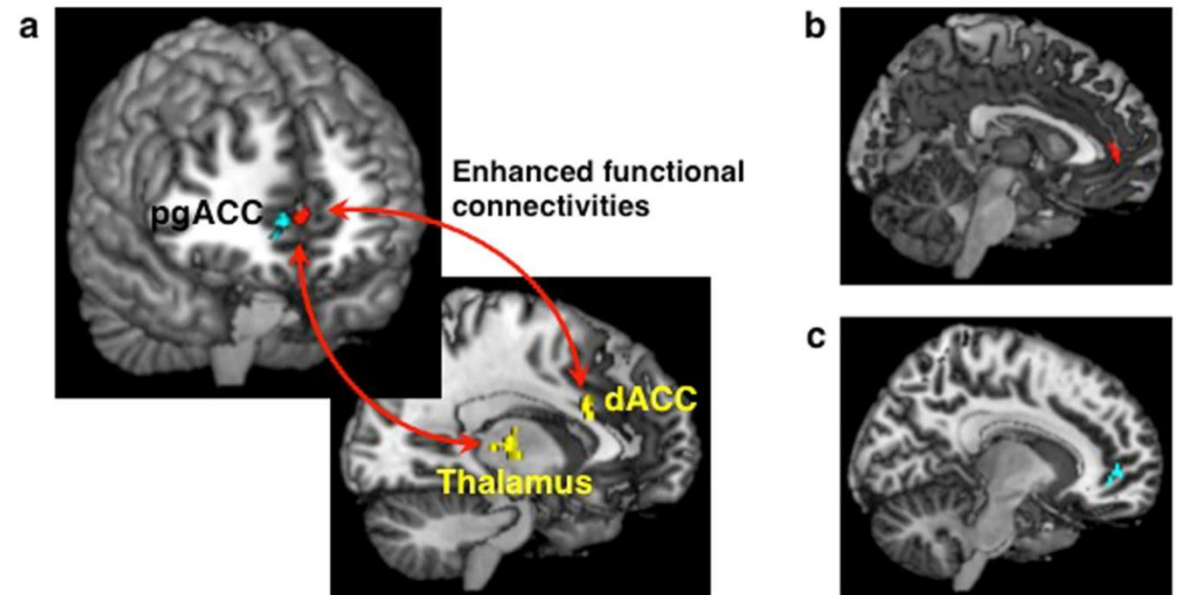 a
b
Enhanced functional
connectivities
pgACC
c
dACC
Thalamus